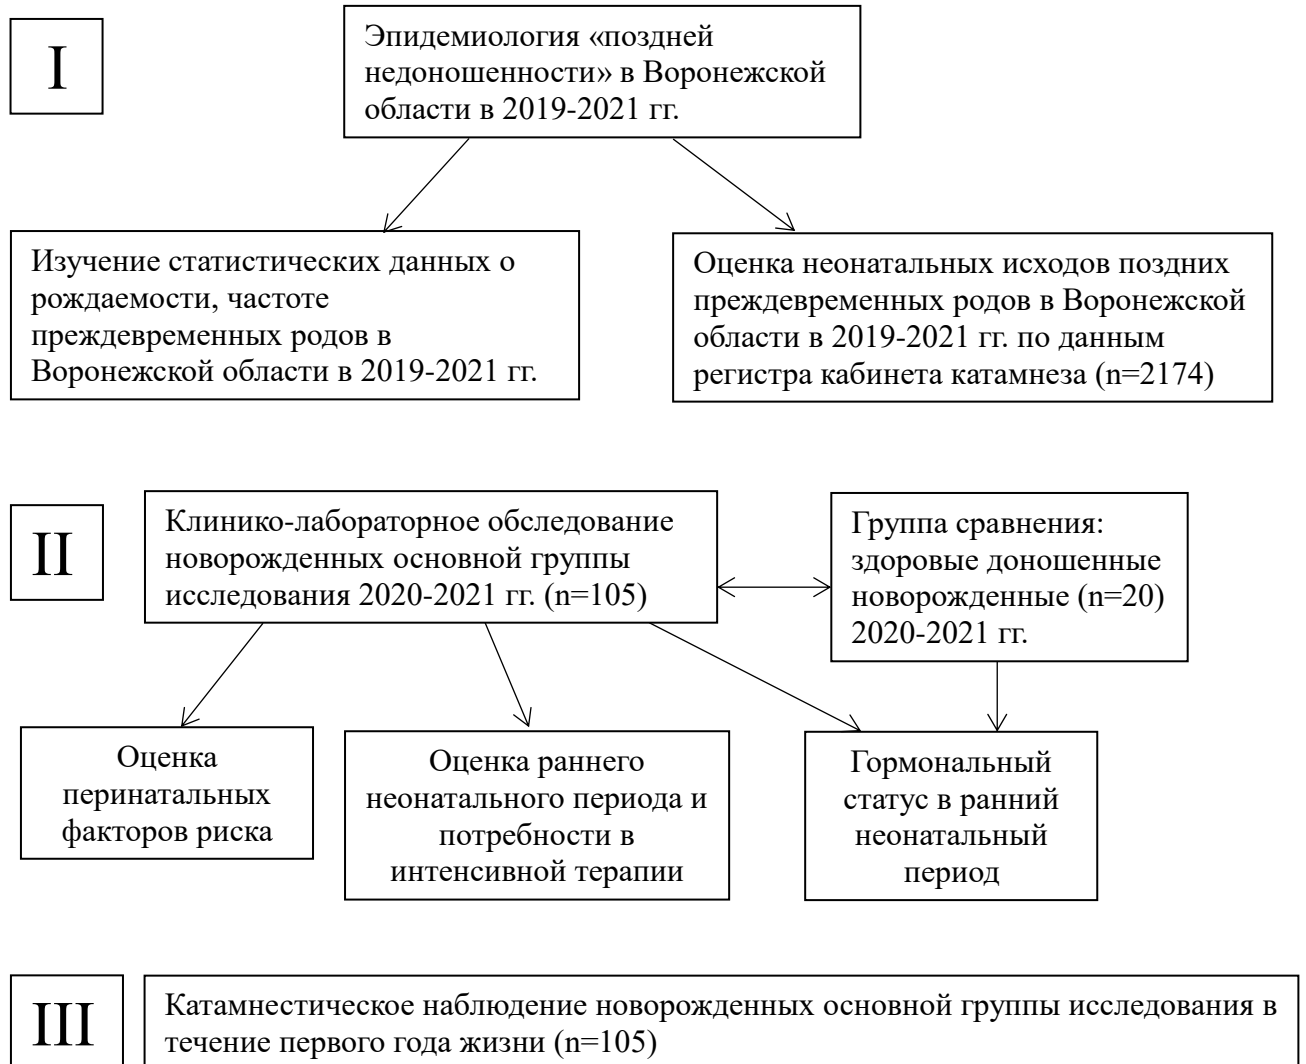 I
Эпидемиология «поздней
недоношенности» в Воронежской
области в 2019-2021 гг.
Изучение статистических данных о
рождаемости, частоте
преждевременных родов в
Воронежской области в 2019-2021 гг.
Оценка неонатальных исходов поздних
преждевременных родов в Воронежской
области в 2019-2021 гг. по данным
регистра кабинета катамнеза (n=2174)
II
Клинико-лабораторное обследование
новорожденных основной группы
исследования 2020-2021 гг. (n=105)
Группа сравнения:
здоровые доношенные
новорожденные (n=20)
2020-2021 гг.
Оценка
перинатальных
факторов риска
Оценка раннего
неонатального периода и
потребности в
интенсивной терапии
Гормональный
статус в ранний
неонатальный
период
III
Катамнестическое наблюдение новорожденных основной группы исследования в
течение первого года жизни (n=105)